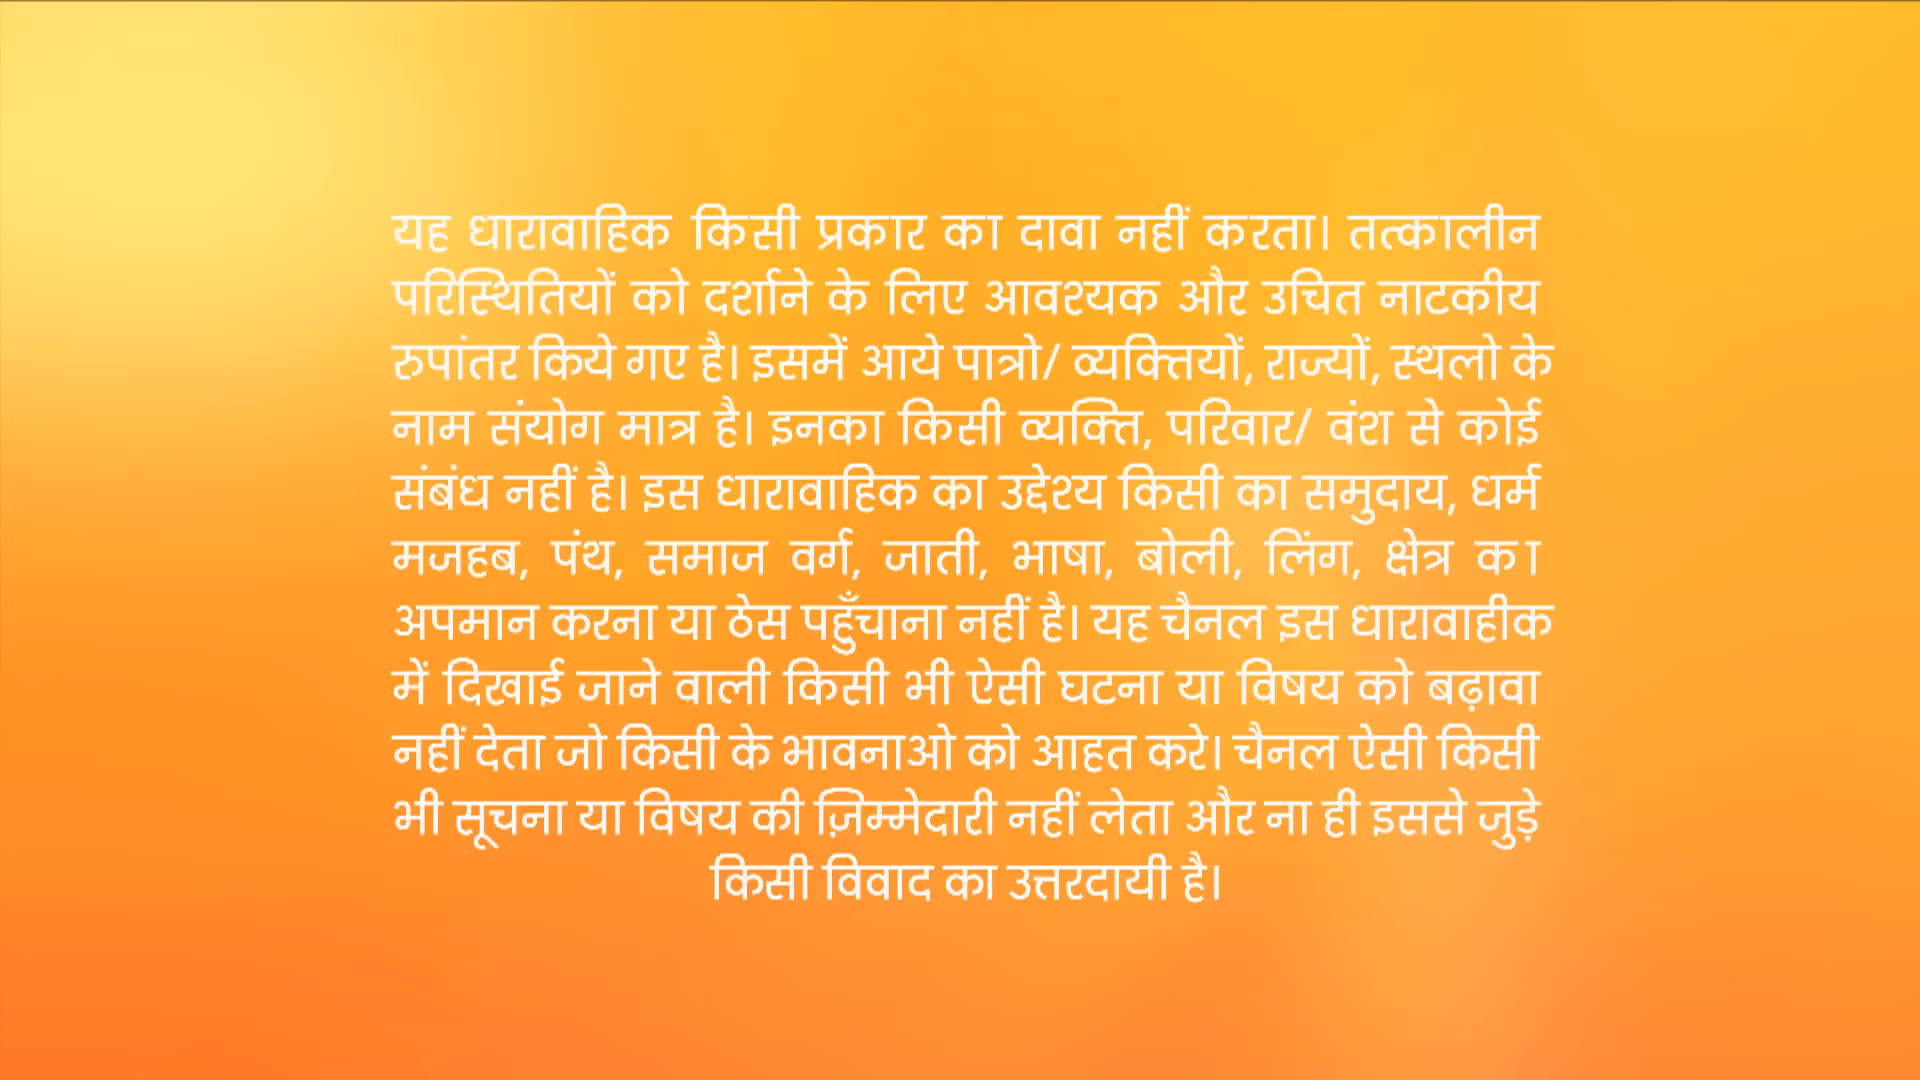 यह धारावाहिक किसी प्रकार का दावा नहीं करता। तत्कालीन
परिस्थितियों को दर्शाने के लिए आवश्यक और उचित नाटकीय
रुपांतर किये गए है। इसमें आये पात्रो/ व्यक्तियों, राज्यों, स्थलो के
नाम संयोग मात्र है। इनका किसी व्यक्ति, परिवार/ वंश से कोई
संबंध नहीं है। इस धारावाहिक का उद्देश्य किसी का समुदाय, धर्म
मजहब, पंथ, समाज वर्ग, जाती, भाषा, बोली, लिंग, क्षेत्र का
अपमान करना या ठेस पहुँचाना नहीं है। यह चैनल इस धारावाहीक
में दिखाई जाने वाली किसी भी ऐसी घटना या विषय को बढ़ावा
नहीं देता जो किसी के भावनाओ को आहत करे। चैनल ऐसी किसी
भी सूचना या विषय की ज़िम्मेदारी नहीं लेता और ना ही इससे जुड़े
किसी विवाद का उत्तरदायी है।